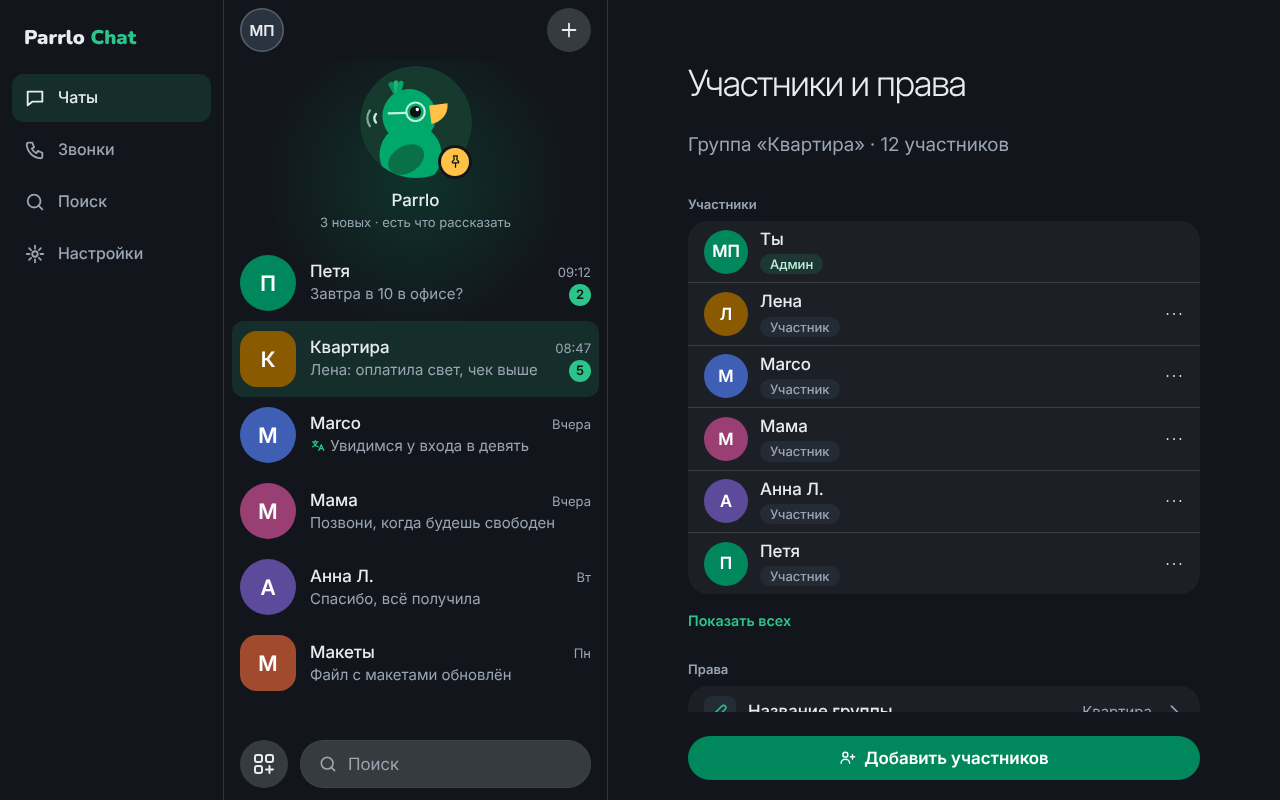 Parrlo Chat
Чаты
Звонки
Поиск
Настройки
МП
Parrlo
3 новых · есть что рассказать
П
Петя
09:12
Завтра в 10 в офисе?
2
К
Квартира
08:47
Лена: оплатила свет, чек выше
5
M
Marco
Вчера
Увидимся у входа в девять
М
Мама
Вчера
Позвони, когда будешь свободен
А
Анна Л.
Вт
Спасибо, всё получила
М
Макеты
Пн
Файл с макетами обновлён
Поиск
Участники и права
Группа «Квартира» · 12 участников
Участники
МП
Ты
Админ
Л
Лена
Участник
M
Marco
Участник
М
Мама
Участник
А
Анна Л.
Участник
П
Петя
Участник
Показать всех
Права
Название группы
Квартира
Добавить участников